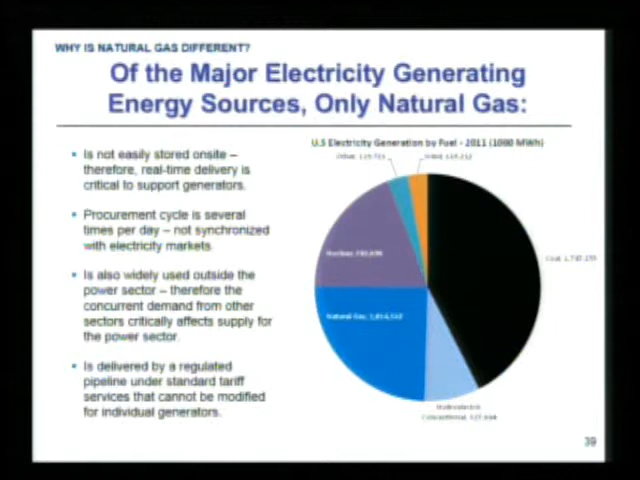 WHY IS NATURAL GAS DIFFERENT?
Of the Major Electricity Generating
Energy Sources, Only Natural Gas:
Is not easily stored onsite –
therefore, real-time delivery is
critical to support generators.
Procurement cycle is several
times per day – not synchronized
with electricity markets.
Is also widely used outside the
power sector – therefore the
concurrent demand from other
sectors critically affects supply for
the power sector.
Is delivered by a regulated
pipeline under standard tariff
services that cannot be modified
for individual generators.
U.S Electricity Generation by Fuel - 2011 (1000 MWh)
Nuclear,
Coal,
Natural Gas,
Hydroelectric
Conventional,
39